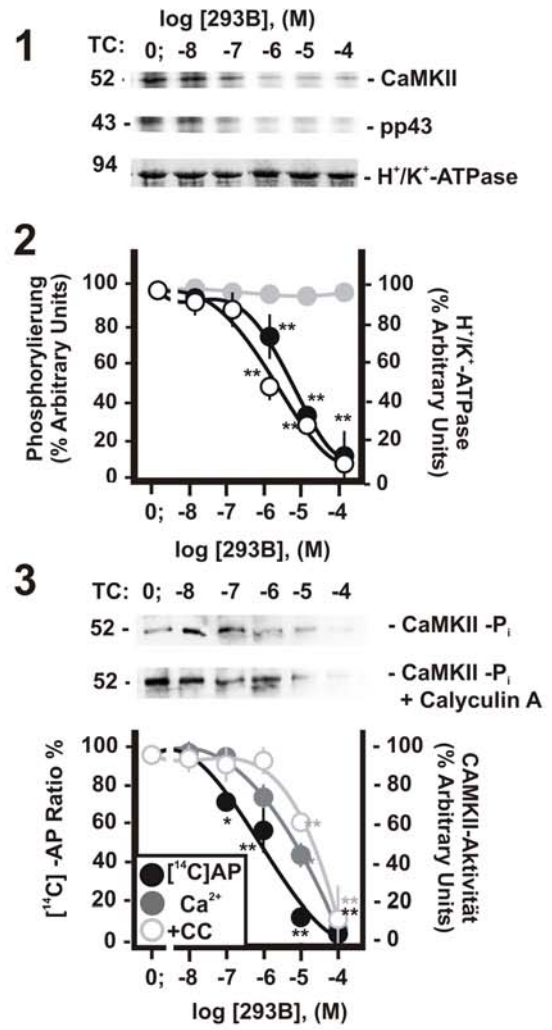 1
log [293B], (M)
TC: 0; -8 -7 -6 -5 -4
52 - - CaMKII
43 - - pp43
94 - H⁺/K⁺-ATPase
2
Phosphorylierung
(% Arbitrary Units)
100
80
60
40
20
0
** ** ** ** **
- 100
- 80
- 60
- 40
- 20
- 0
H⁺/K⁺-ATPase
(% Arbitrary Units)
0; -8 -7 -6 -5 -4
log [293B], (M)
3
TC: 0; -8 -7 -6 -5 -4
52 - - CaMKII -Pᵢ
52 - - CaMKII -Pᵢ
+ Calyculin A
[¹⁴C] -AP Ratio %
100
80
60
40
20
0
* ** ** ** ** ** *
[¹⁴C]AP
Ca²⁺
+CC
- 100
- 80
- 60
- 40
- 20
- 0
CAMKII-Aktivität
(% Arbitrary Units)
0; -8 -7 -6 -5 -4
log [293B], (M)